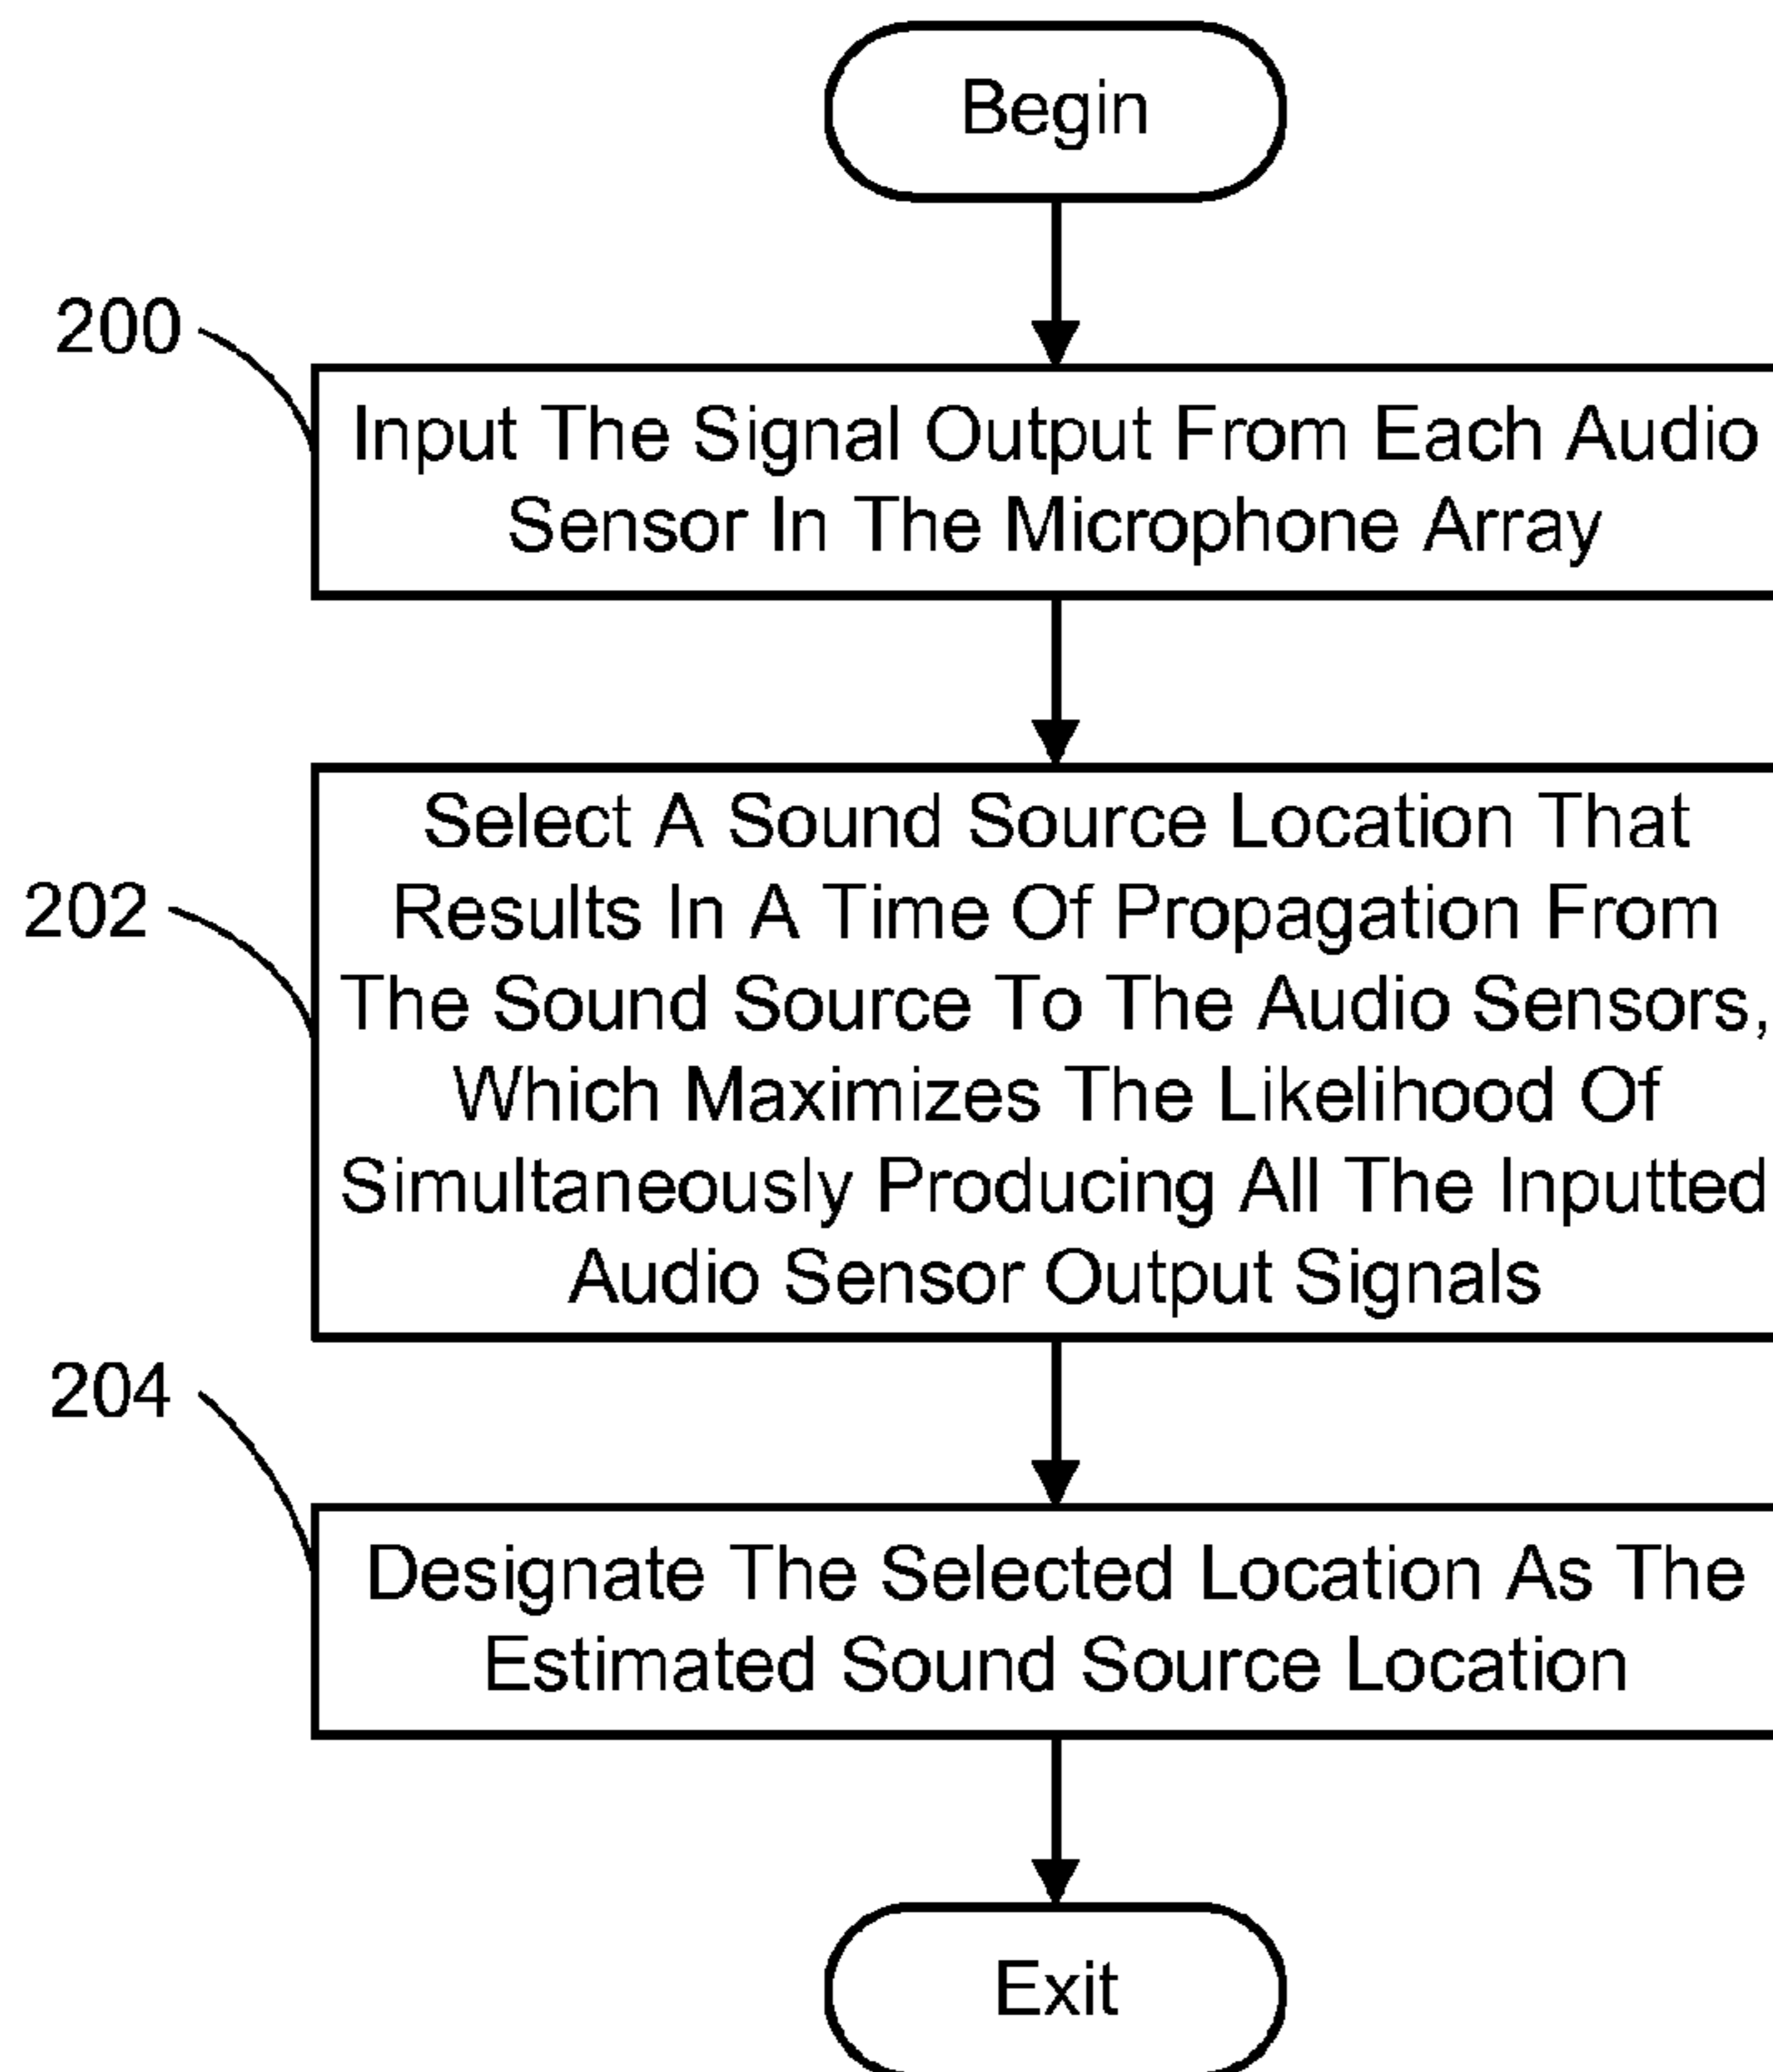 Begin
200
Input The Signal Output From Each Audio
Sensor In The Microphone Array
202
Select A Sound Source Location That
Results In A Time Of Propagation From
The Sound Source To The Audio Sensors,
Which Maximizes The Likelihood Of
Simultaneously Producing All The Inputted
Audio Sensor Output Signals
204
Designate The Selected Location As The
Estimated Sound Source Location
Exit